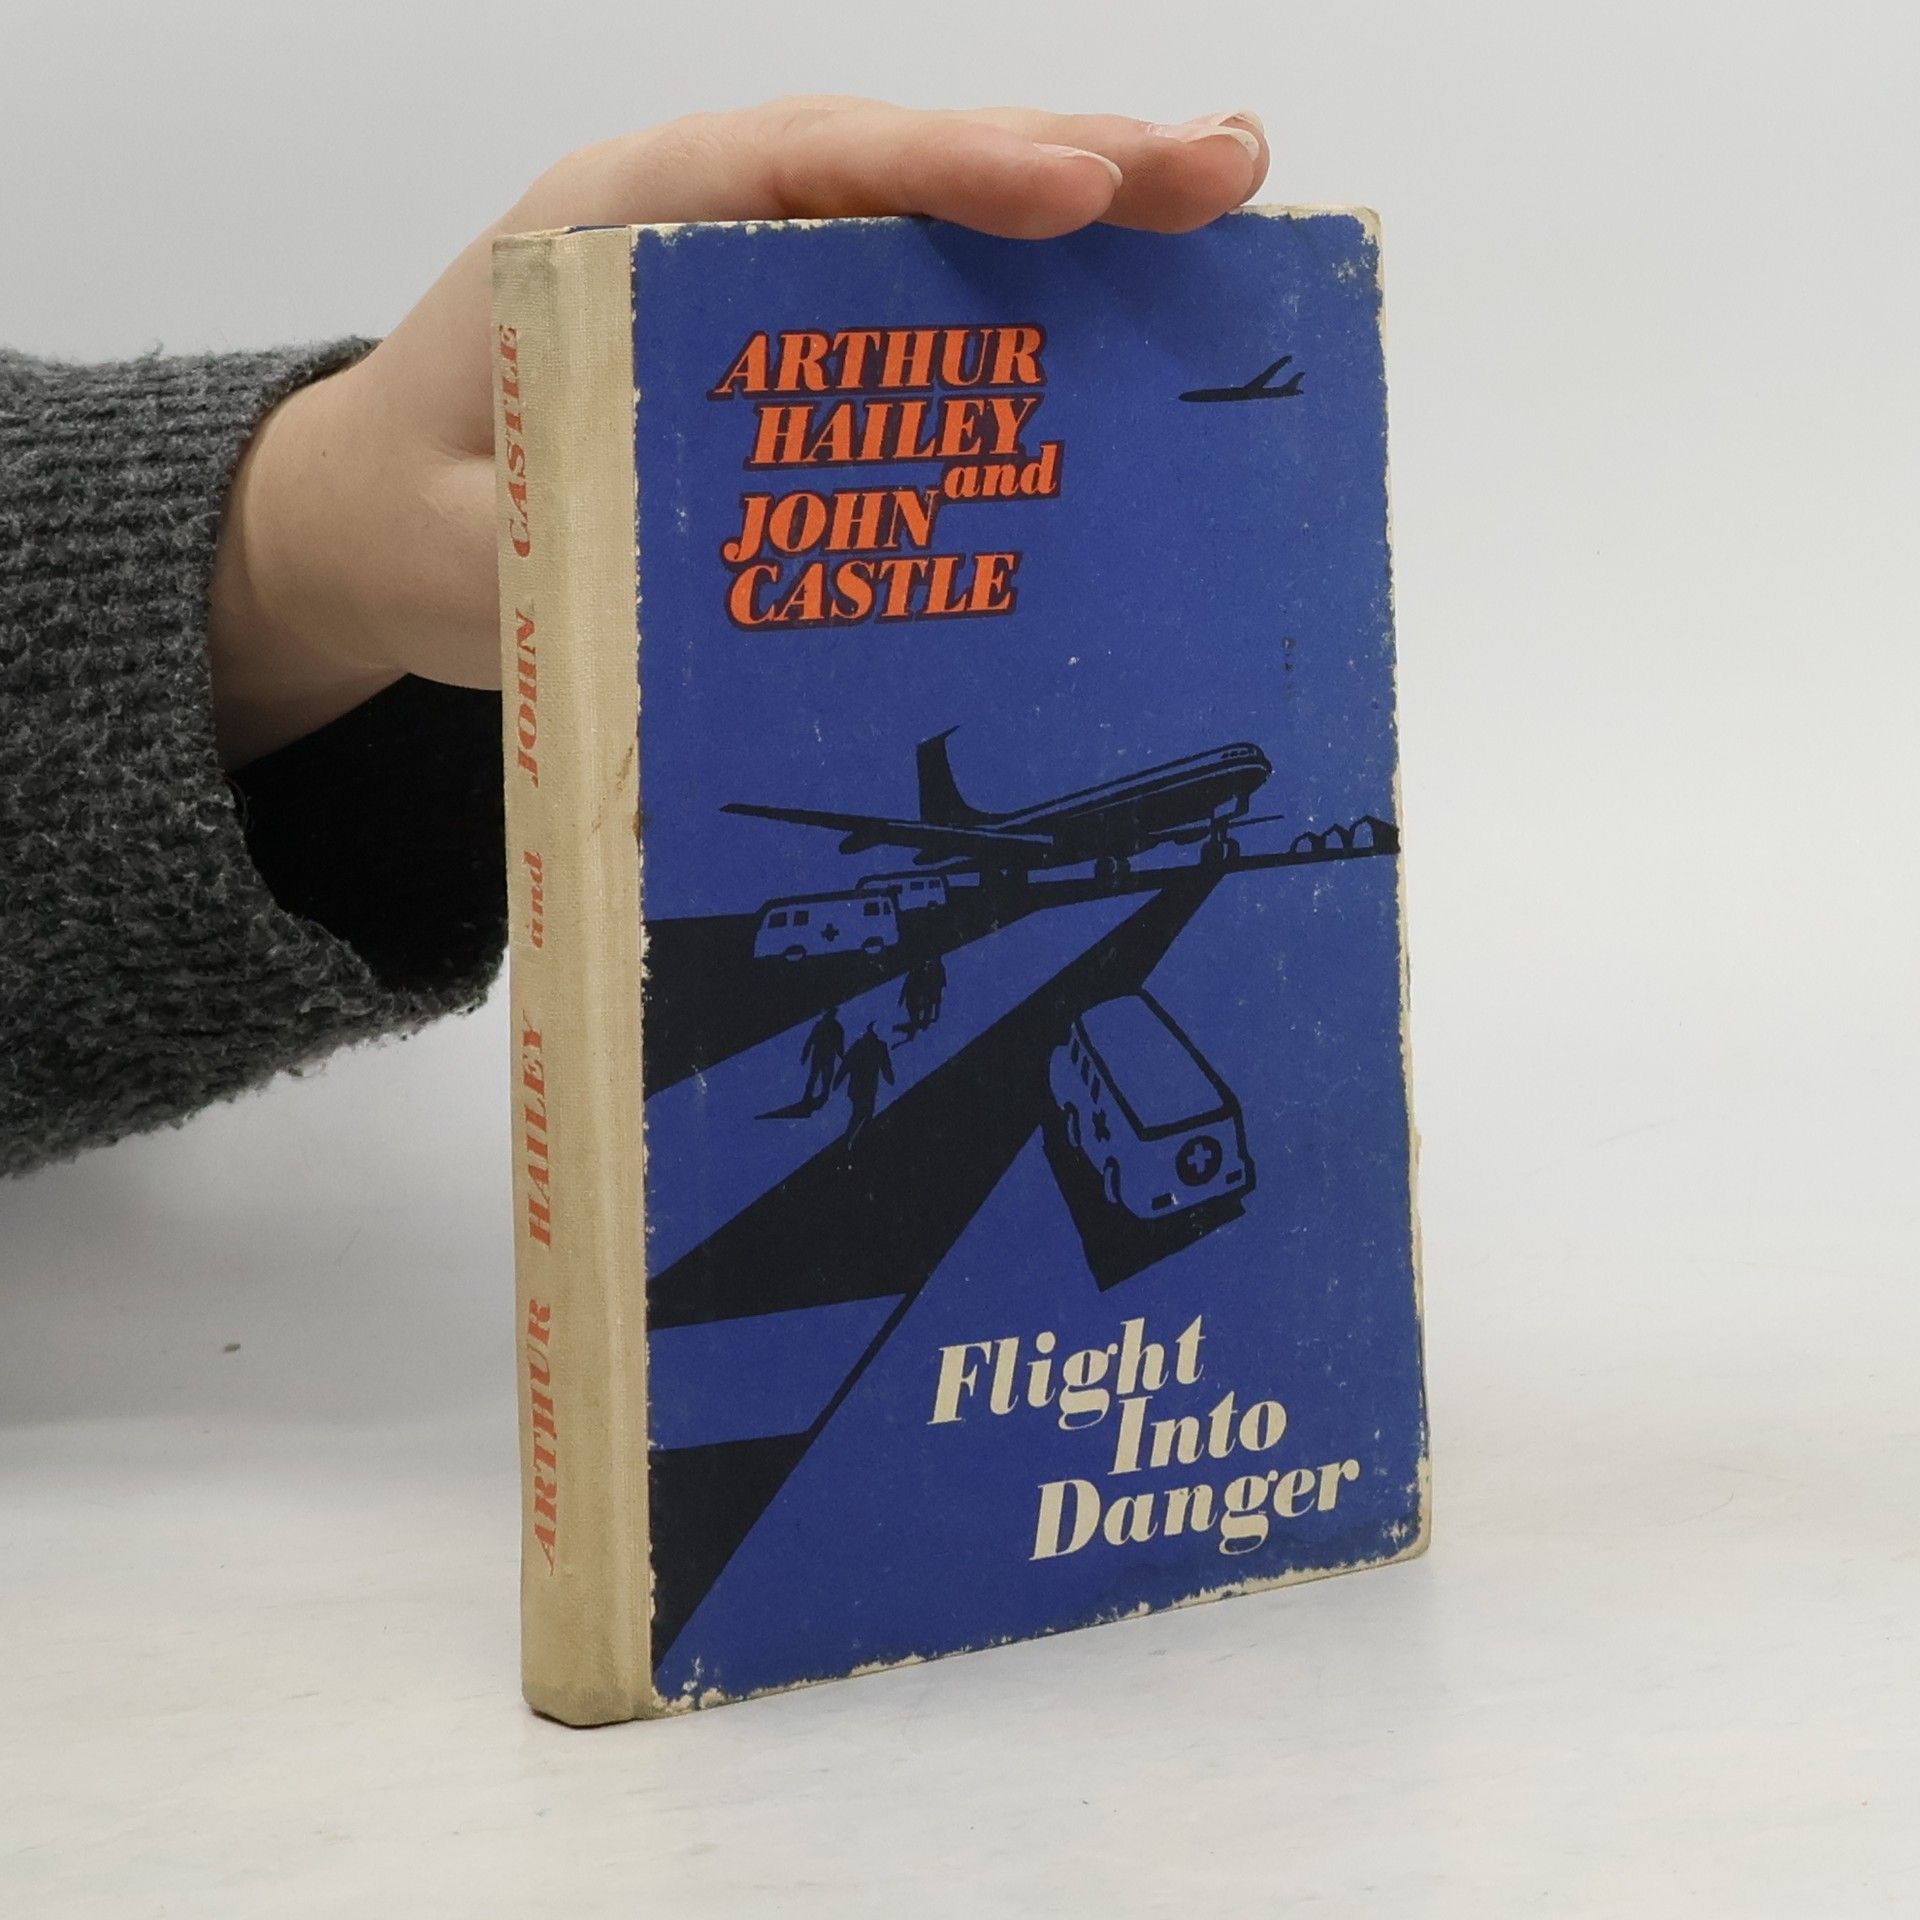 ARTHUR
HAILEY
and
JOHN
CASTLE
Flight
Into
Danger
ARTHUR HAILEY and JOHN CASTLE